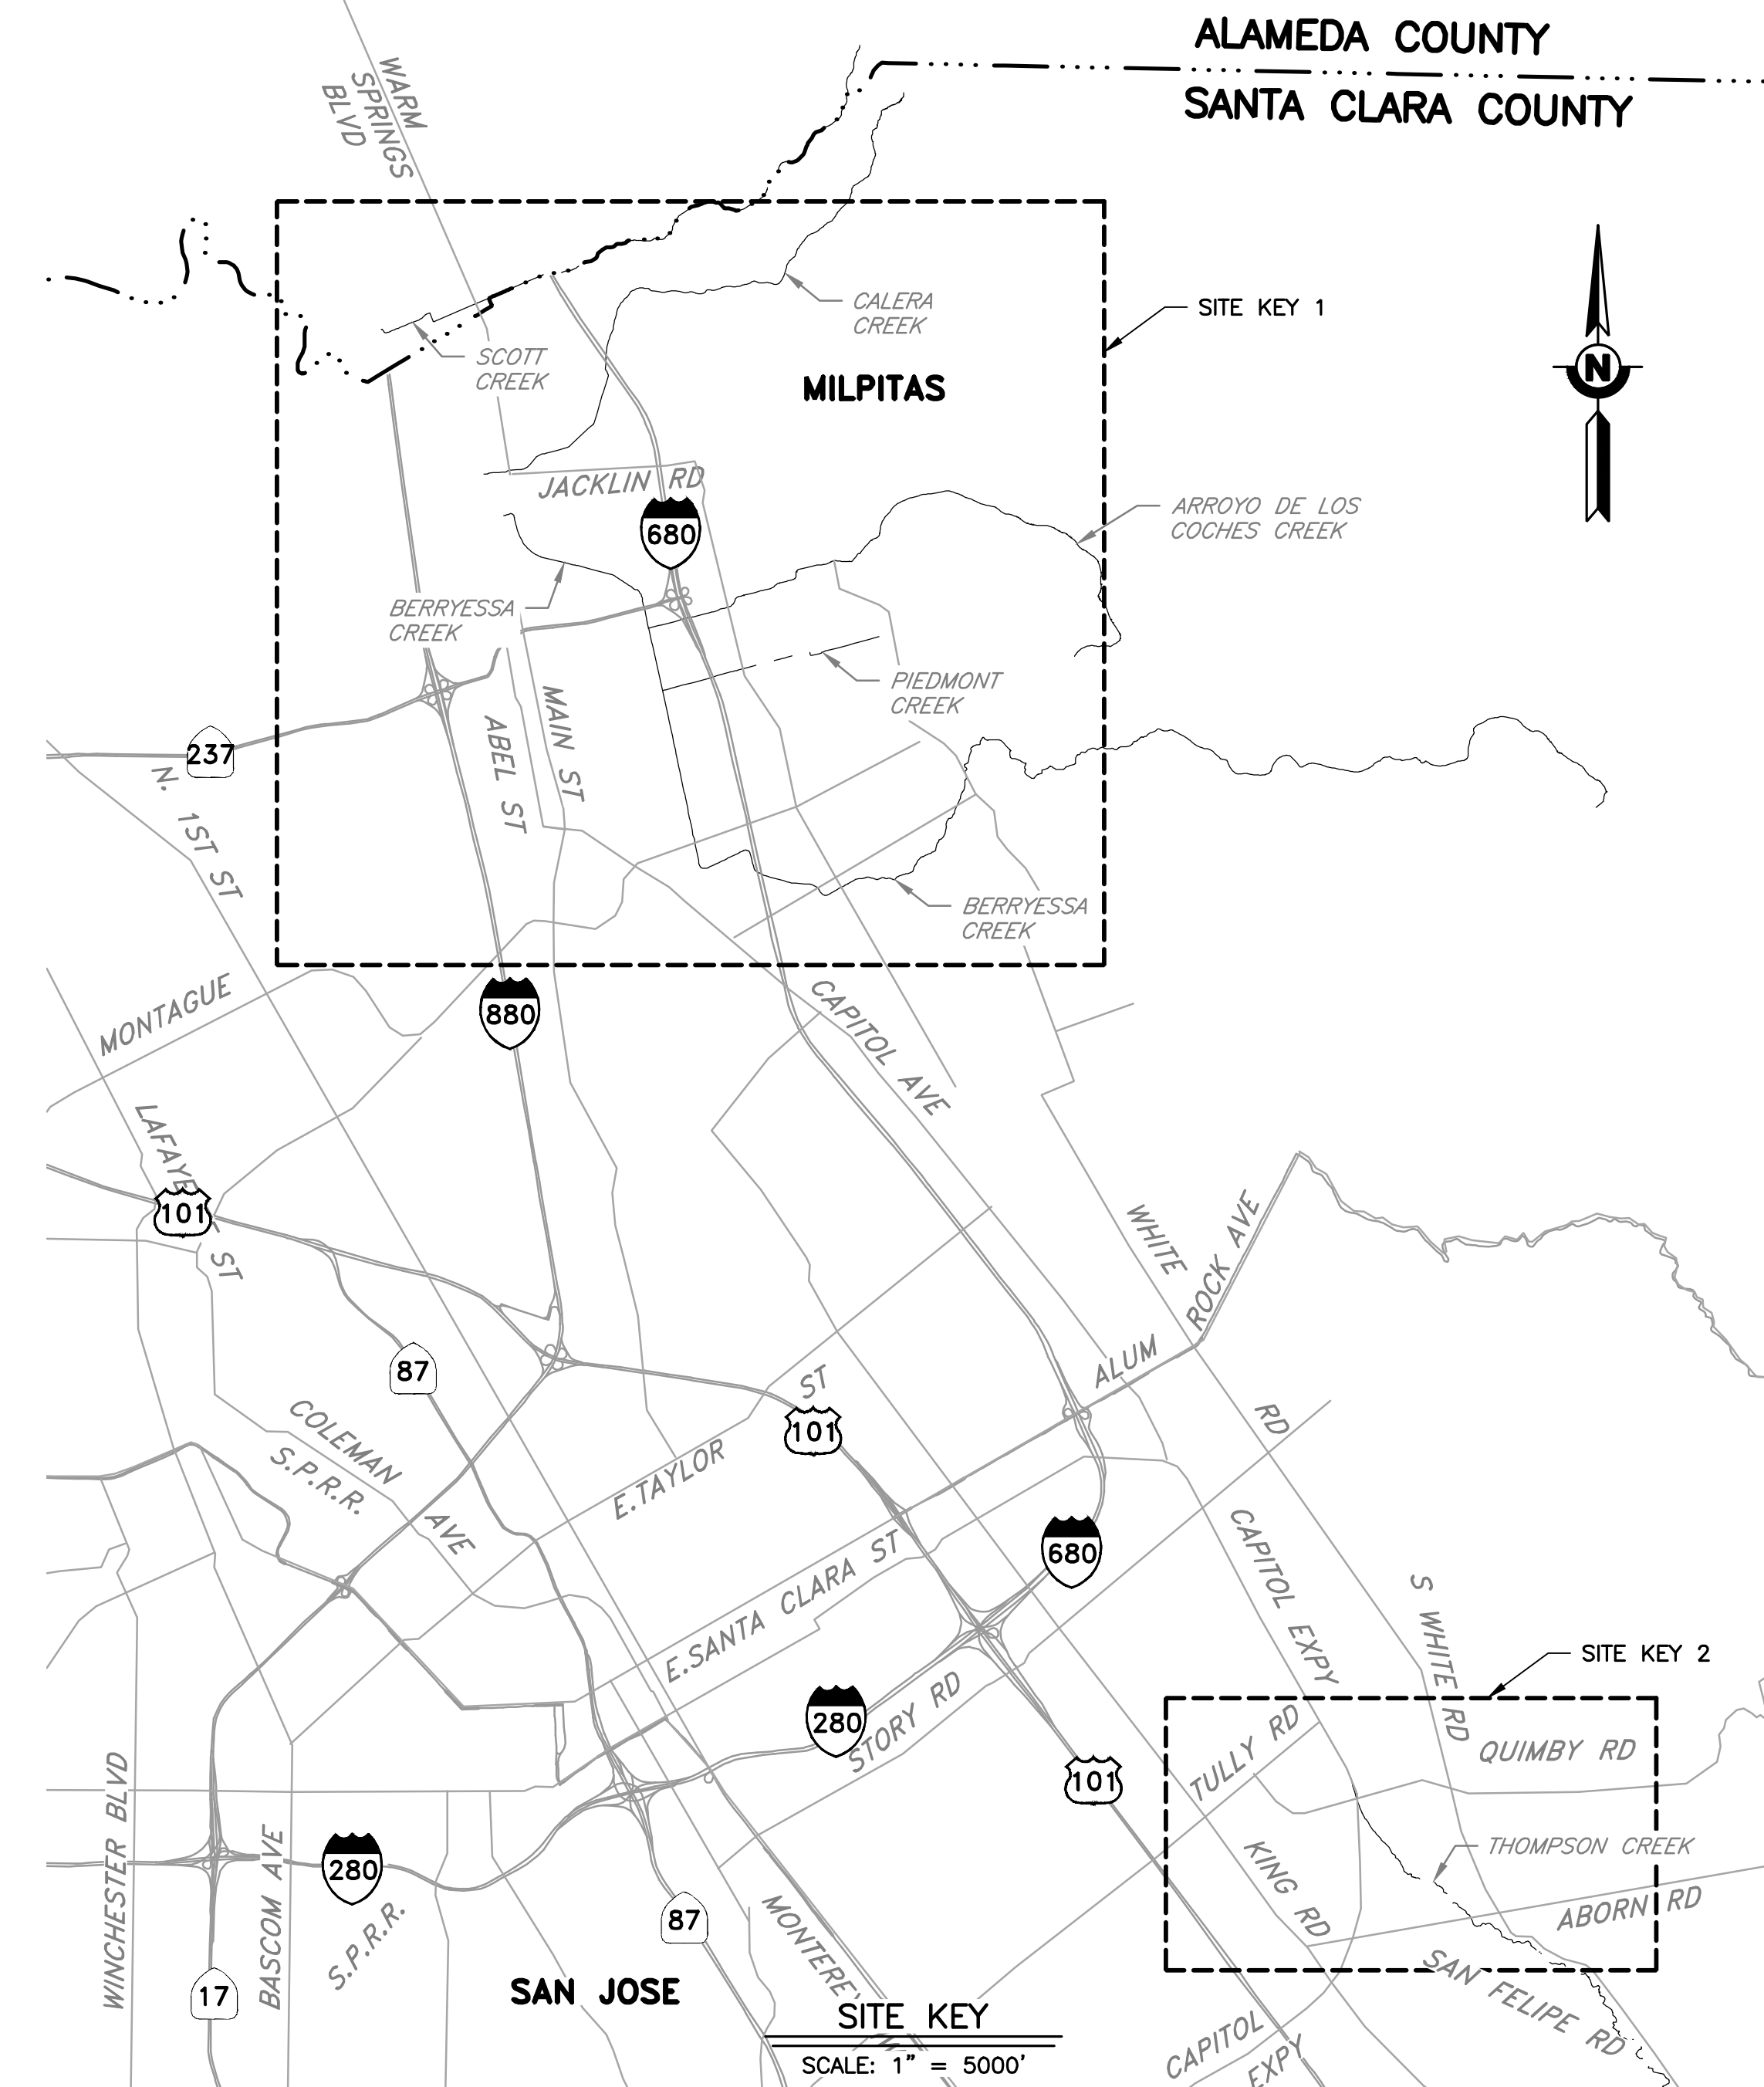 ALAMEDA COUNTY
SANTA CLARA COUNTY
WARM
SPRINGS
BLVD
CALERA
CREEK
SITE KEY 1
SCOTT
CREEK
MILPITAS
N
JACKLIN RD
680
ARROYO DE LOS
COCHES CREEK
BERRYESSA
CREEK
PIEDMONT
CREEK
MAIN ST
ABEL ST
237
N. 1ST ST
BERRYESSA
CREEK
MONTAGUE
880
CAPITOL AVE
LAFAYE ST
101
WHITE RD
ALUM ROCK AVE
87
COLEMAN AVE
S.P.R.R.
E.TAYLOR ST
101
E.SANTA CLARA ST
680
CAPITOL EXPY
S WHITE RD
SITE KEY 2
280
STORY RD
101
TULLY RD
QUIMBY RD
THOMPSON CREEK
KING RD
ABORN RD
SAN FELIPE RD
WINCHESTER BLVD
BASCOM AVE
280
S.P.R.R.
87
MONTEREY
17
SAN JOSE
CAPITOL
EXPY
SITE KEY
SCALE: 1" = 5000'